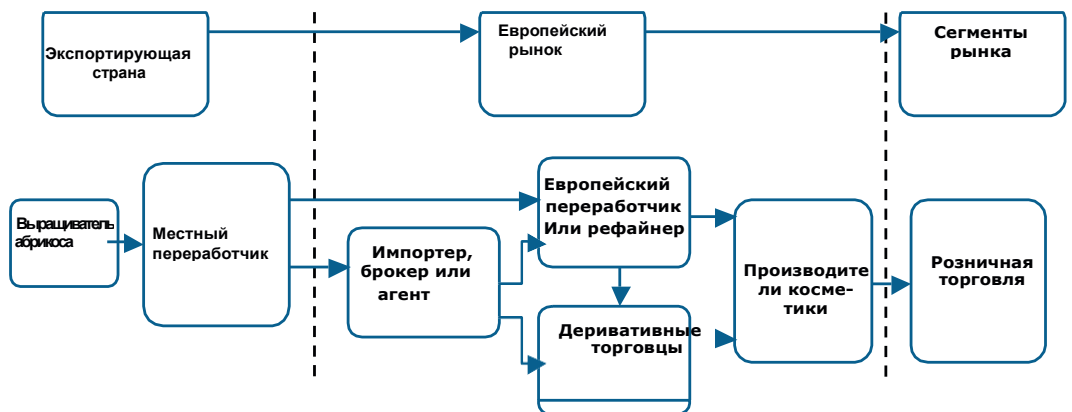 Экспортирующая
страна
Европейский
рынок
Сегменты
рынка
Выращиватель
абрикоса
Местный
переработчик
Импортер,
брокер или
агент
Европейский
переработчик
Или рефайнер
Деривативные
торговцы
Производите
ли косме-
тики
Розничная
торговля